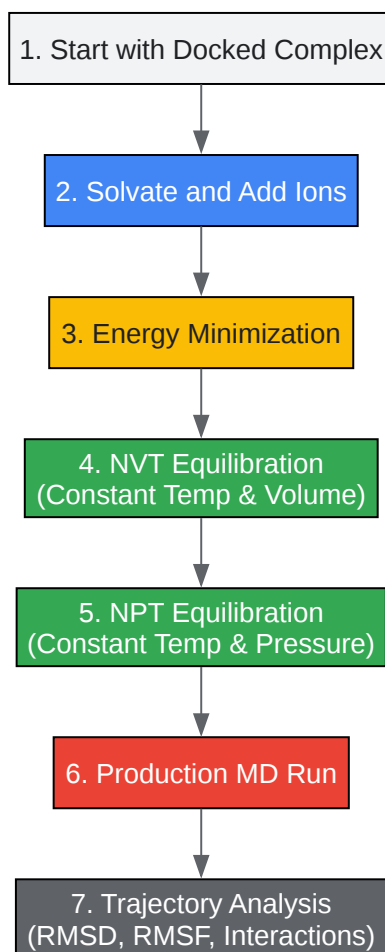 1. Start with Docked Complex
2. Solvate and Add Ions
3. Energy Minimization
4. NVT Equilibration
(Constant Temp & Volume)
5. NPT Equilibration
(Constant Temp & Pressure)
6. Production MD Run
7. Trajectory Analysis
(RMSD, RMSF, Interactions)